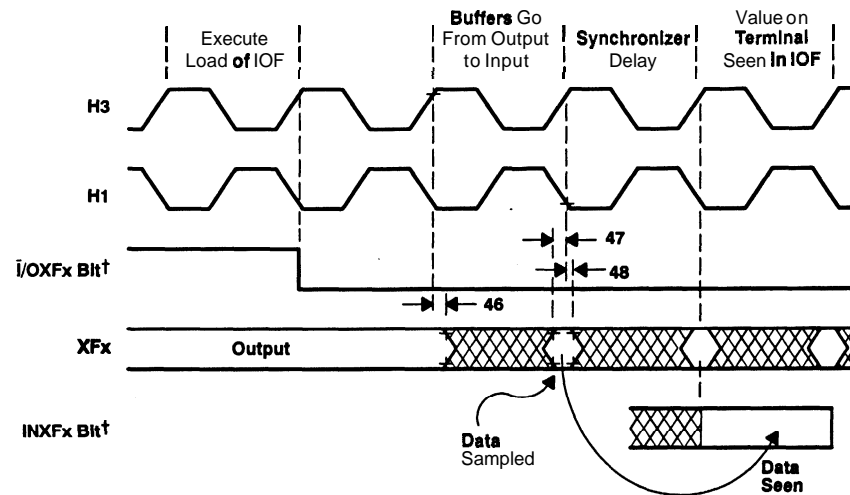 Execute
Load of IOF
Buffers Go
From Output
to Input
Synchronizer
Delay
Value on
Terminal
Seen In IOF
H3
H1
47
48
Ī/OXFx Bit†
46
XFx
Output
INXFx Bit†
Data
Sampled
Data
Seen